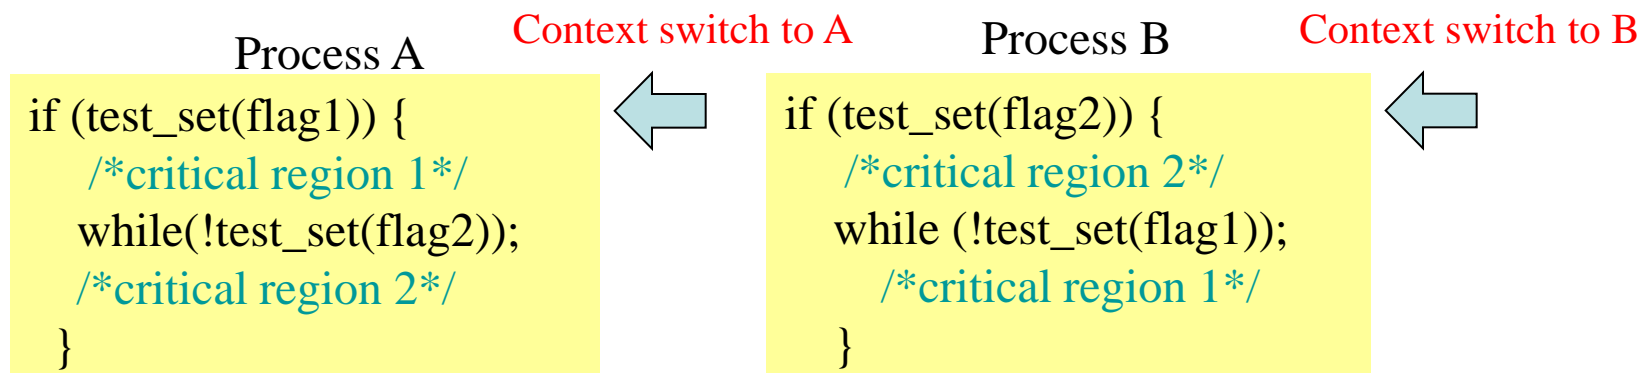 Process A
Context switch to A
if (test_set(flag1)) {
/*critical region 1*/
while(!test_set(flag2));
/*critical region 2*/
}
Process B
Context switch to B
if (test_set(flag2)) {
/*critical region 2*/
while (!test_set(flag1));
/*critical region 1*/
}